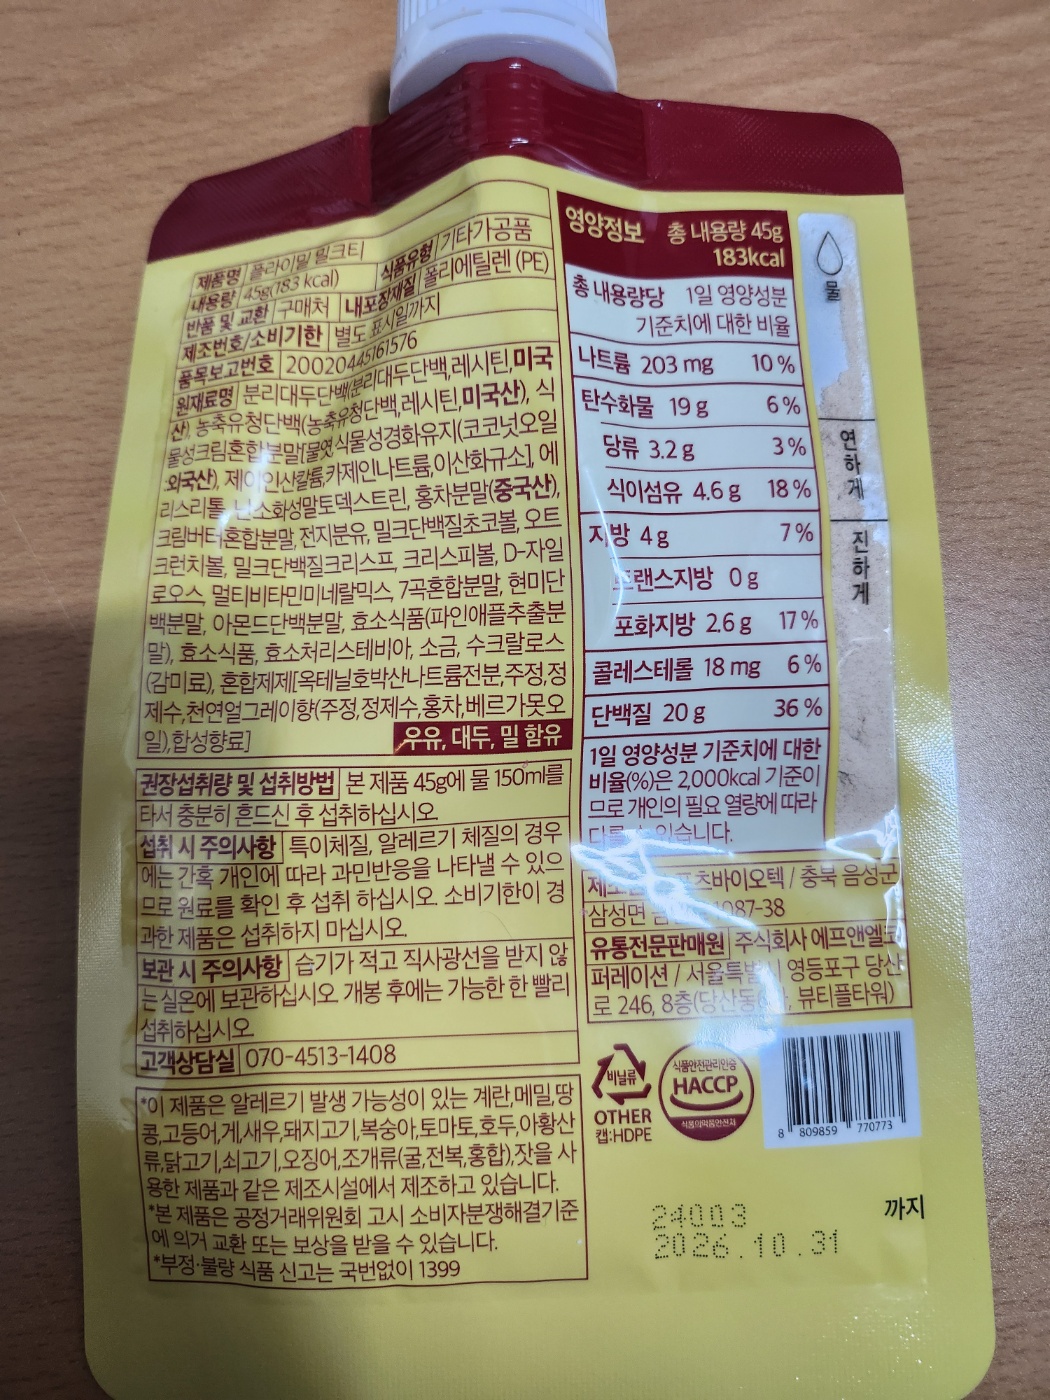 제품명 플라이밀 밀크티 식품유형 기타가공품
내용량 45g(183 kcal) 내포장재질 폴리에틸렌 (PE)
반품 및 교환 구매처
제조번호/소비기한 별도 표시일까지
품목보고번호 20020445161576
원재료명 분리대두단백(분리대두단백,레시틴,미국
산), 농축유청단백(농축유청단백,레시틴,미국산), 식
물성크림혼합분말[물엿,식물성경화유지(코코넛오일
외국산), 제이인산칼륨,카제인나트륨,이산화규소], 에
리스리톨, 난소화성말토덱스트린, 홍차분말(중국산),
크림버터혼합분말, 전지분유, 밀크단백질초코볼, 오트
크런치볼, 밀크단백질크리스프, 크리스피볼, D-자일
로오스, 멀티비타민미네랄믹스, 7곡혼합분말, 현미단
백분말, 아몬드단백분말, 효소식품(파인애플추출분
말), 효소식품, 효소처리스테비아, 소금, 수크랄로스
(감미료), 혼합제제[옥테닐호박산나트륨전분,주정,정
제수,천연얼그레이향(주정,정제수,홍차,베르가못오
일),합성향료]
우유, 대두, 밀 함유
권장섭취량 및 섭취방법 본 제품 45g에 물 150ml를
타서 충분히 흔드신 후 섭취하십시오.
섭취 시 주의사항 특이체질, 알레르기 체질의 경우
에는 간혹 개인에 따라 과민반응을 나타낼 수 있으
므로 원료를 확인 후 섭취 하십시오. 소비기한이 경
과한 제품은 섭취하지 마십시오.
보관 시 주의사항 습기가 적고 직사광선을 받지 않
는 실온에 보관하십시오. 개봉 후에는 가능한 한 빨리
섭취하십시오.
고객상담실 070-4513-1408
*이 제품은 알레르기 발생 가능성이 있는 계란,메밀,땅
콩,고등어,게,새우,돼지고기,복숭아,토마토,호두,아황산
류,닭고기,쇠고기,오징어,조개류(굴,전복,홍합),잣을 사
용한 제품과 같은 제조시설에서 제조하고 있습니다.
*본 제품은 공정거래위원회 고시 소비자분쟁해결기준
에 의거 교환 또는 보상을 받을 수 있습니다.
*부정·불량 식품 신고는 국번없이 1399
영양정보 총 내용량 45g
183kcal
총 내용량당 1일 영양성분
기준치에 대한 비율
나트륨 203 mg 10 %
탄수화물 19 g 6 %
당류 3.2 g 3 %
식이섬유 4.6 g 18 %
지방 4 g 7 %
트랜스지방 0 g
포화지방 2.6 g 17 %
콜레스테롤 18 mg 6 %
단백질 20 g 36 %
1일 영양성분 기준치에 대한
비율(%)은 2,000kcal 기준이
므로 개인의 필요 열량에 따라
다를 수 있습니다.
삼성면
유통전문판매원 주식회사 에프앤엘코
퍼레이션 / 서울특별시 영등포구 당산
로 246, 8층(당산동6가, 뷰티플타워)
물
연하게
진하게
비닐류
OTHER
캡:HDPE
식품안전관리인증
HACCP
식품의약품안전처
8 809859 770773
까지
24003
2026.10.31